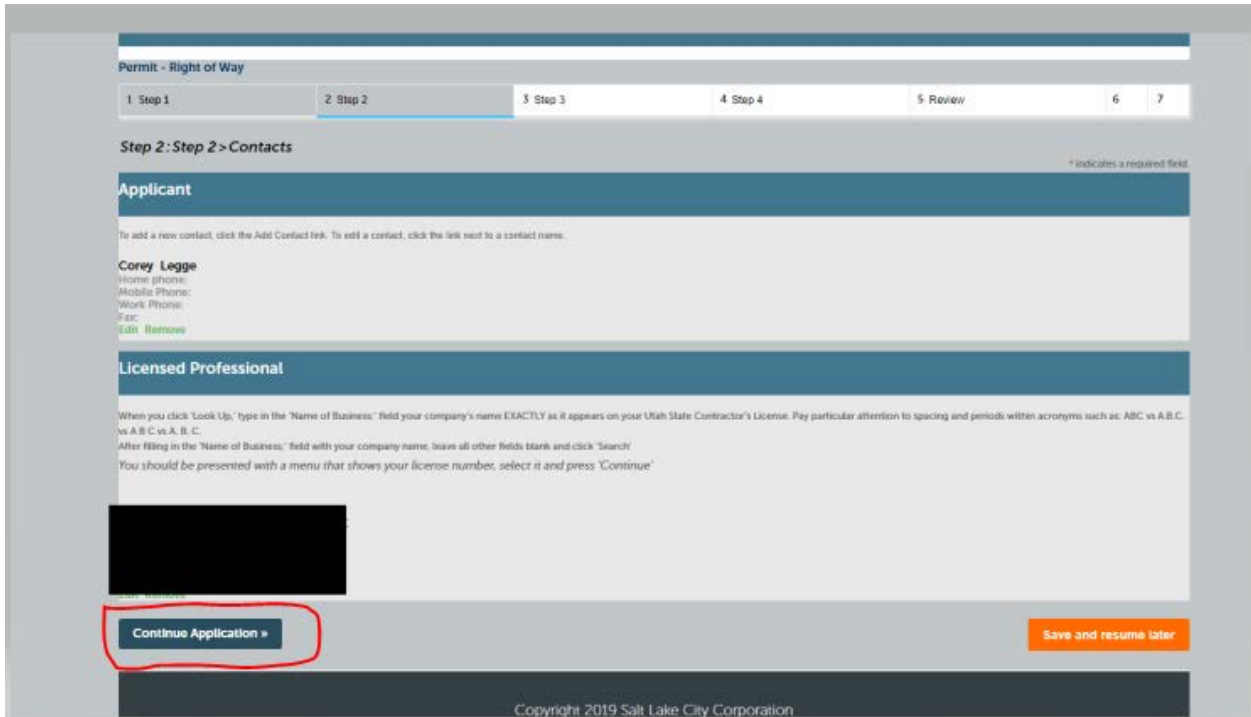 Permit - Right of Way
1 Step 1
2 Step 2
3 Step 3
4 Step 4
5 Review
6
7
Step 2: Step 2 > Contacts
* indicates a required field.
Applicant
To add a new contact, click the Add Contact link. To edit a contact, click the link next to a contact name.
Corey Legge
Home phone:
Mobile Phone:
Work Phone:
Fax:
Edit Remove
Licensed Professional
When you click 'Look Up,' type in the 'Name of Business:' field your company's name EXACTLY as it appears on your Utah State Contractor's License. Pay particular attention to spacing and periods within acronyms such as: ABC vs A.B.C.
vs A B C vs A. B. C.
After filling in the 'Name of Business;' field with your company name, leave all other fields blank and click 'Search'
You should be presented with a menu that shows your license number, select it and press 'Continue'
Edit Remove
Continue Application »
Save and resume later
Copyright 2019 Salt Lake City Corporation